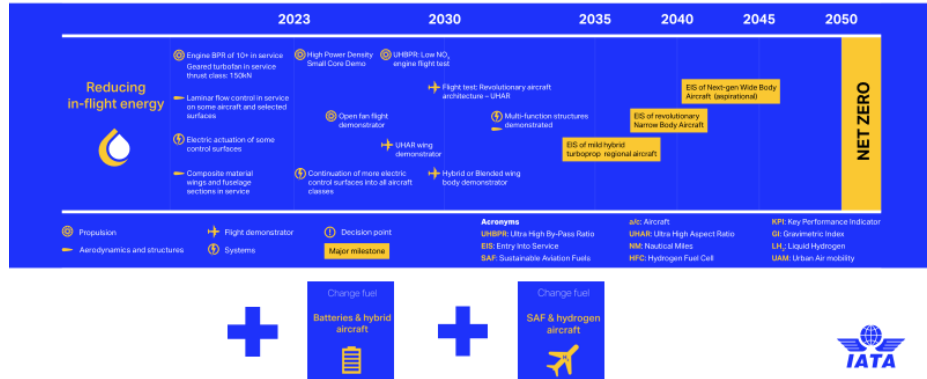 2023 2030 2035 2040 2045 2050
Reducing
in-flight energy
Engine BPR of 10+ in service
Geared turbofan in service
thrust class: 150kN
Laminar flow control in service
on some aircraft and selected
surfaces
Electric actuation of some
control surfaces
Composite material
wings and fuselage
sections in service
High Power Density
Small Core Demo
Open fan flight
demonstrator
UHAR wing
demonstrator
Continuation of more electric
control surfaces into all aircraft
classes
UHBPR: Low NOx
engine flight test
Flight test: Revolutionary aircraft
architecture – UHAR
Multi-function structures
demonstrated
Hybrid or Blended wing
body demonstrator
EIS of mild hybrid
turboprop regional aircraft
EIS of revolutionary
Narrow Body Aircraft
EIS of Next-gen Wide Body
Aircraft (aspirational)
NET ZERO
Propulsion
Aerodynamics and structures
Flight demonstrator
Systems
Decision point
Major milestone
Acronyms
UHBPR: Ultra High By-Pass Ratio
EIS: Entry Into Service
SAF: Sustainable Aviation Fuels
a/c: Aircraft
UHAR: Ultra High Aspect Ratio
NM: Nautical Miles
HFC: Hydrogen Fuel Cell
KPI: Key Performance Indicator
GI: Gravimetric Index
LH2: Liquid Hydrogen
UAM: Urban Air mobility
Change fuel
Batteries & hybrid
aircraft
Change fuel
SAF & hydrogen
aircraft
IATA